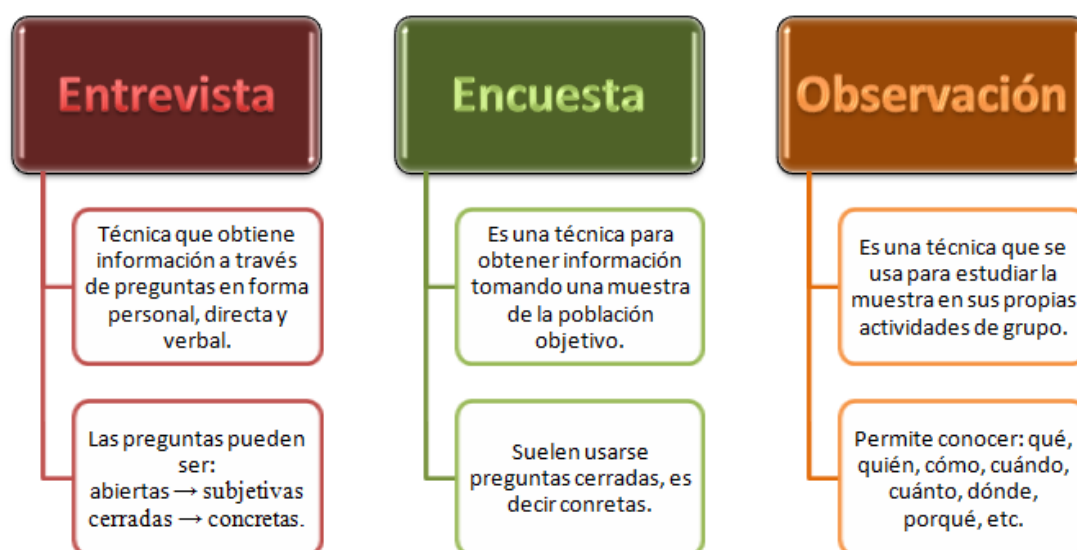 Entrevista
Técnica que obtiene
información a través
de preguntas en forma
personal, directa y
verbal.
Las preguntas pueden
ser:
abiertas → subjetivas
cerradas → concretas.
Encuesta
Es una técnica para
obtener información
tomando una muestra
de la población
objetivo.
Suelen usarse
preguntas cerradas, es
decir conretas.
Observación
Es una técnica que se
usa para estudiar la
muestra en sus propias
actividades de grupo.
Permite conocer: qué,
quién, cómo, cuándo,
cuánto, dónde,
porqué, etc.